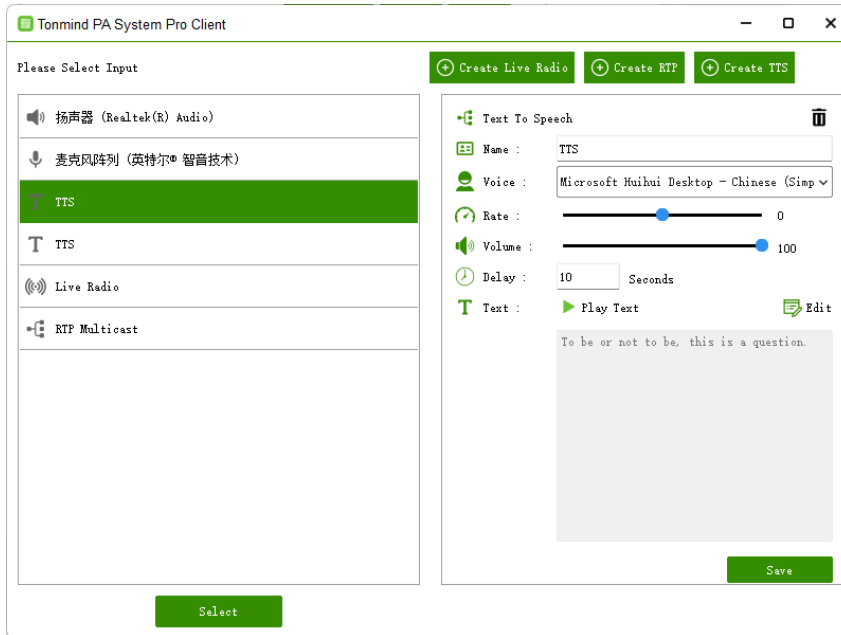 Tonmind PA System Pro Client
Please Select Input
Create Live Radio
Create RTP
Create TTS
扬声器 (Realtek(R) Audio)
麦克风阵列 (英特尔® 智音技术)
TTS
TTS
Live Radio
RTP Multicast
Text To Speech
Name : TTS
Voice : Microsoft Huihui Desktop - Chinese (Simp
Rate : 0
Volume : 100
Delay : 10 Seconds
Text : Play Text Edit
To be or not to be, this is a question.
Save
Select